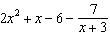 2x² + x − 6 − 7/(x + 3)